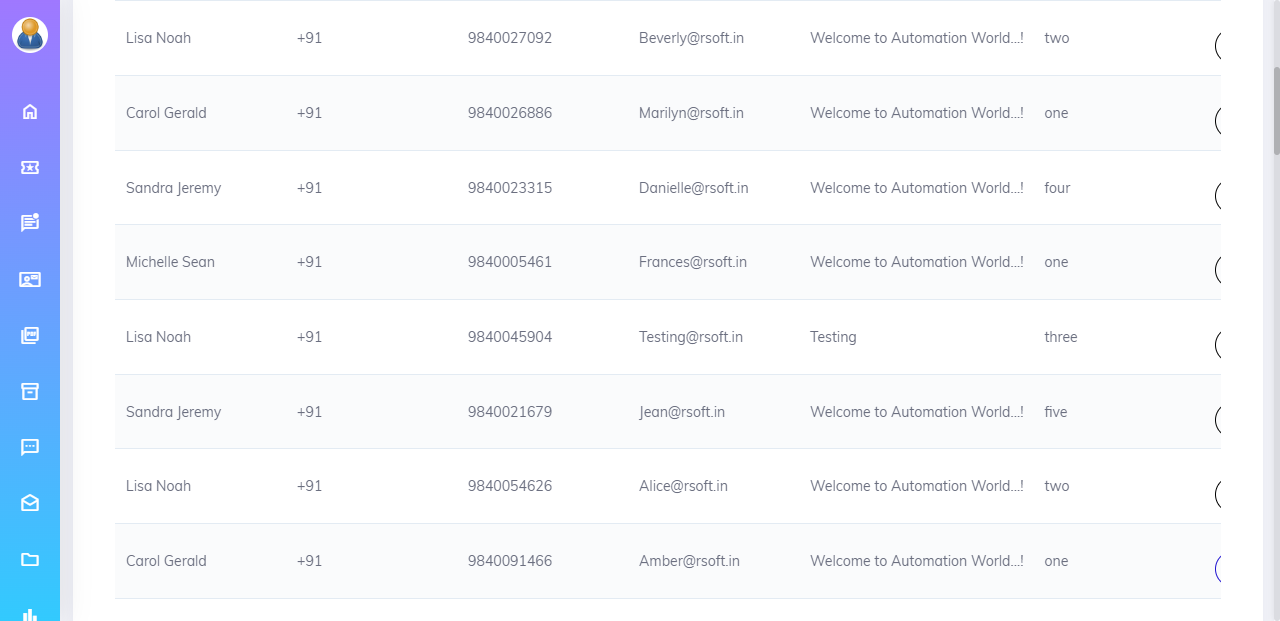 Lisa Noah +91 9840027092 Beverly@rsoft.in Welcome to Automation World...! two
Carol Gerald +91 9840026886 Marilyn@rsoft.in Welcome to Automation World...! one
Sandra Jeremy +91 9840023315 Danielle@rsoft.in Welcome to Automation World...! four
Michelle Sean +91 9840005461 Frances@rsoft.in Welcome to Automation World...! one
Lisa Noah +91 9840045904 Testing@rsoft.in Testing three
Sandra Jeremy +91 9840021679 Jean@rsoft.in Welcome to Automation World...! five
Lisa Noah +91 9840054626 Alice@rsoft.in Welcome to Automation World...! two
Carol Gerald +91 9840091466 Amber@rsoft.in Welcome to Automation World...! one